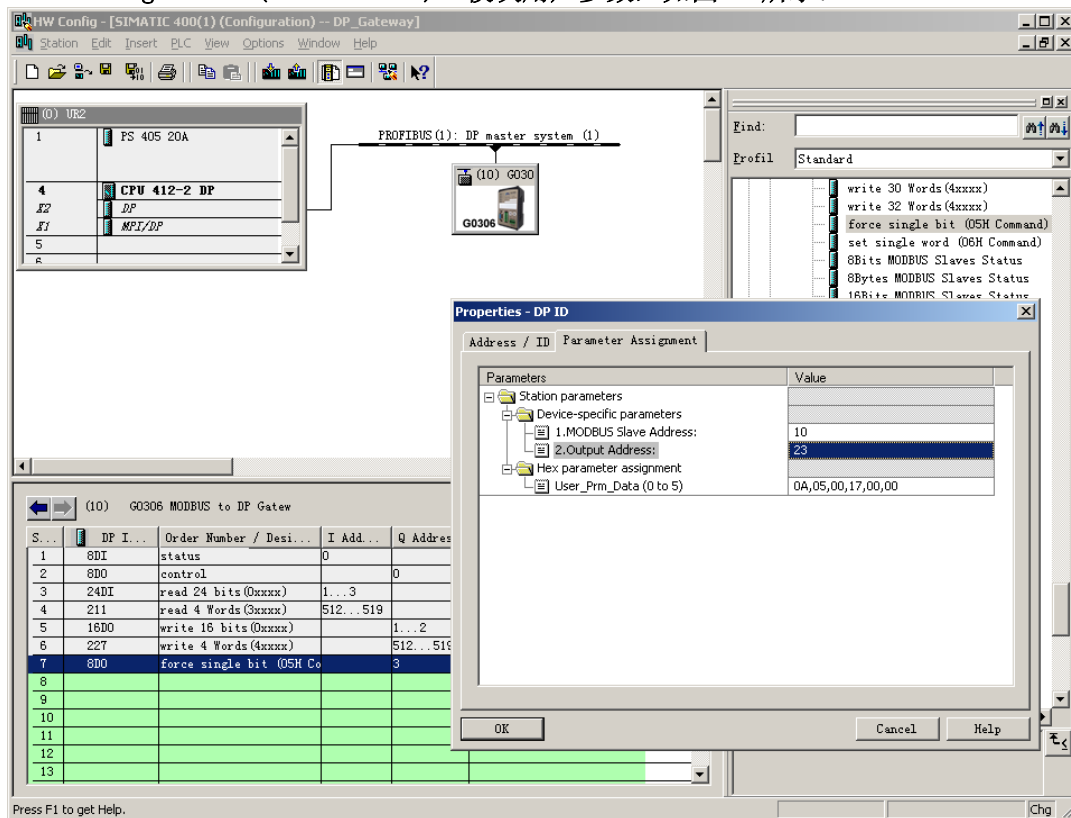 HW Config - [SIMATIC 400(1) (Configuration) -- DP_Gateway]
Station Edit Insert PLC View Options Window Help
(0) UR2
1 PS 405 20A
4 CPU 412-2 DP
X2 DP
X1 MPI/DP
5
6
PROFIBUS(1): DP master system (1)
(10) G030
G0306
Find:
Profil Standard
write 30 Words(4xxxx)
write 32 Words(4xxxx)
force single bit (05H Command)
set single word (06H Command)
8Bits MODBUS Slaves Status
8Bytes MODBUS Slaves Status
16Bits MODBUS Slaves Status
Properties - DP ID
Address / ID Parameter Assignment
Parameters Value
Station parameters
Device-specific parameters
1.MODBUS Slave Address: 10
2.Output Address: 23
Hex parameter assignment
User_Prm_Data (0 to 5) 0A,05,00,17,00,00
OK Cancel Help
(10) G0306 MODBUS to DP Gatew
S... DP I... Order Number / Desi... I Add... Q Addres
1 8DI status 0
2 8DO control 0
3 24DI read 24 bits(0xxxx) 1...3
4 211 read 4 Words(3xxxx) 512...519
5 16DO write 16 bits(0xxxx) 1...2
6 227 write 4 Words(4xxxx) 512...519
7 8DO force single bit (05H Co 3
8
9
10
11
12
13
Press F1 to get Help.
Chg